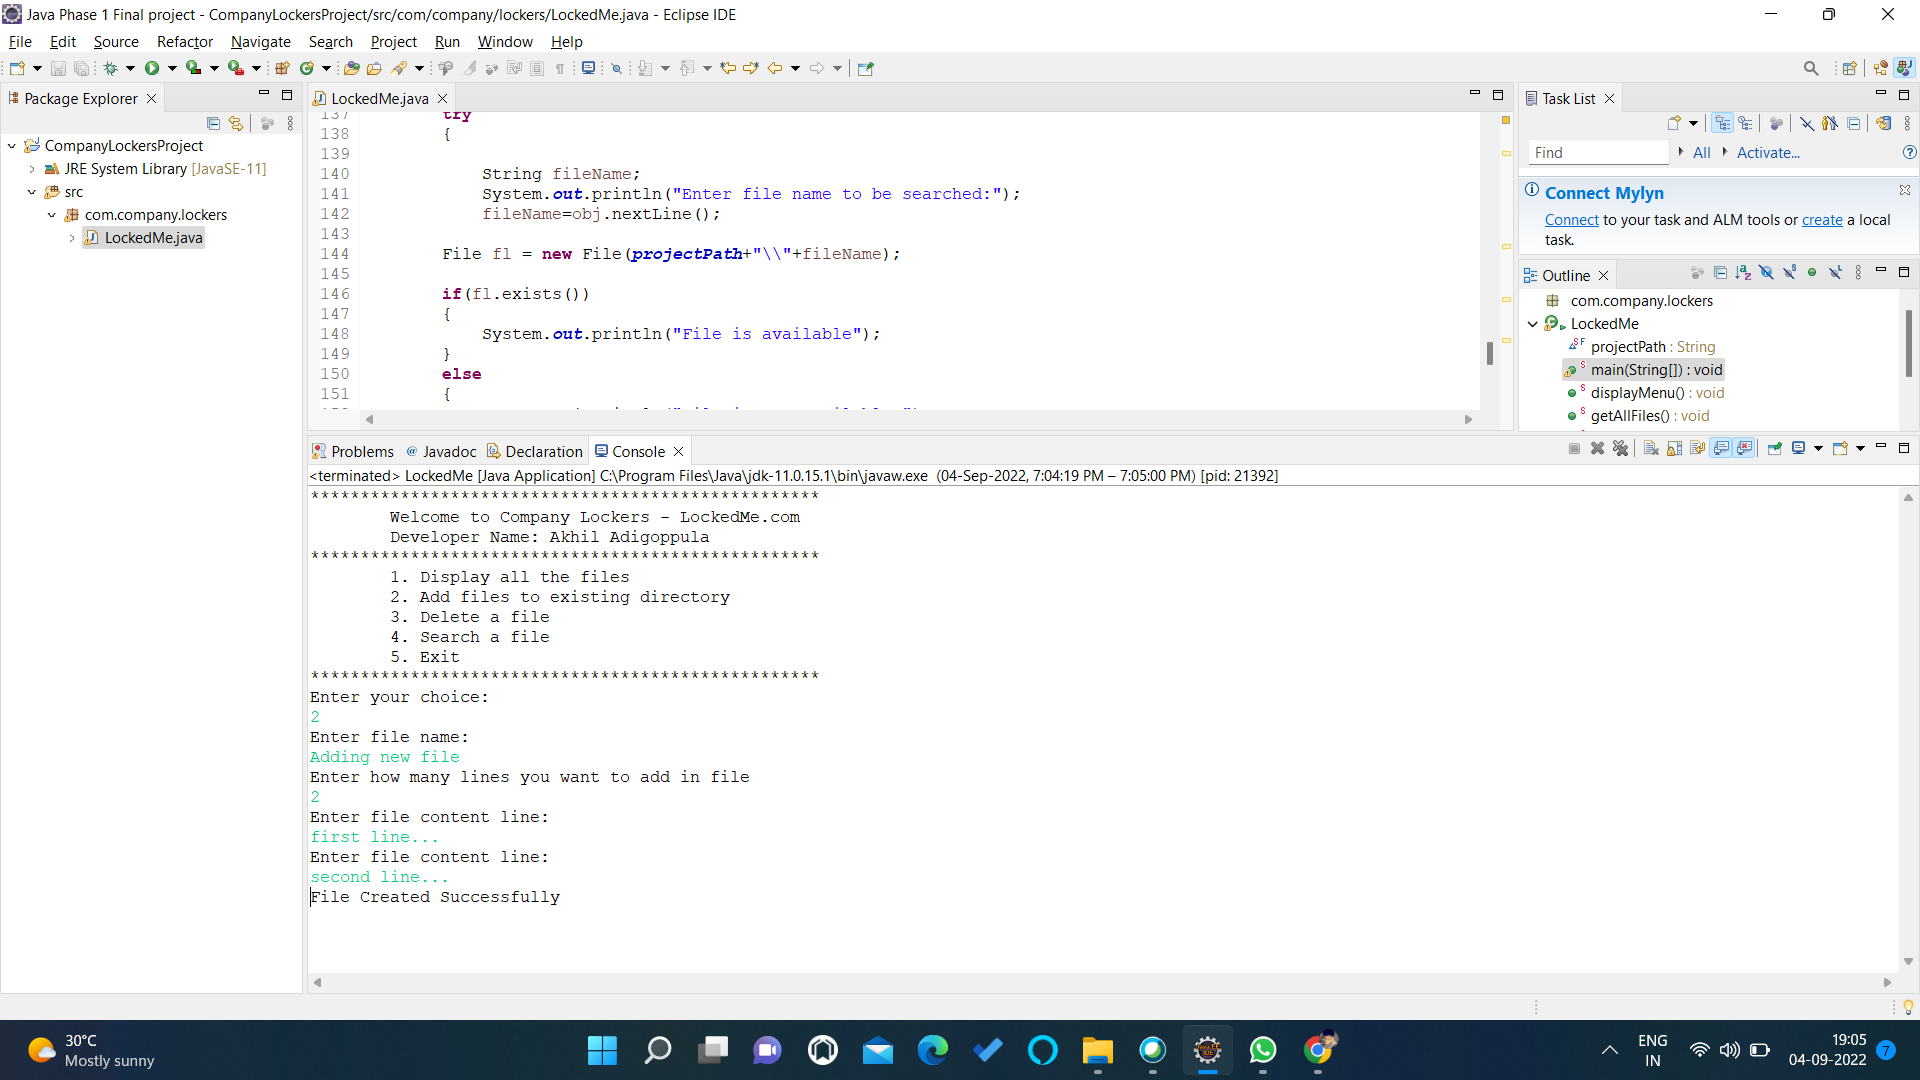 Java Phase 1 Final project - CompanyLockersProject/src/com/company/lockers/LockedMe.java - Eclipse IDE
File Edit Source Refactor Navigate Search Project Run Window Help
Package Explorer
CompanyLockersProject
JRE System Library [JavaSE-11]
src
com.company.lockers
LockedMe.java
LockedMe.java
137 try
138 {
139
140 String fileName;
141 System.out.println("Enter file name to be searched:");
142 fileName=obj.nextLine();
143
144 File fl = new File(projectPath+"\\"+fileName);
145
146 if(fl.exists())
147 {
148 System.out.println("File is available");
149 }
150 else
151 {
Task List
Find All Activate...
Connect Mylyn
Connect to your task and ALM tools or create a local
task.
Outline
com.company.lockers
LockedMe
projectPath : String
main(String[]) : void
displayMenu() : void
getAllFiles() : void
Problems Javadoc Declaration Console
<terminated> LockedMe [Java Application] C:\Program Files\Java\jdk-11.0.15.1\bin\javaw.exe (04-Sep-2022, 7:04:19 PM – 7:05:00 PM) [pid: 21392]
***************************************************
Welcome to Company Lockers - LockedMe.com
Developer Name: Akhil Adigoppula
***************************************************
1. Display all the files
2. Add files to existing directory
3. Delete a file
4. Search a file
5. Exit
***************************************************
Enter your choice:
2
Enter file name:
Adding new file
Enter how many lines you want to add in file
2
Enter file content line:
first line...
Enter file content line:
second line...
File Created Successfully
30°C
Mostly sunny
ENG
IN
19:05
04-09-2022
7